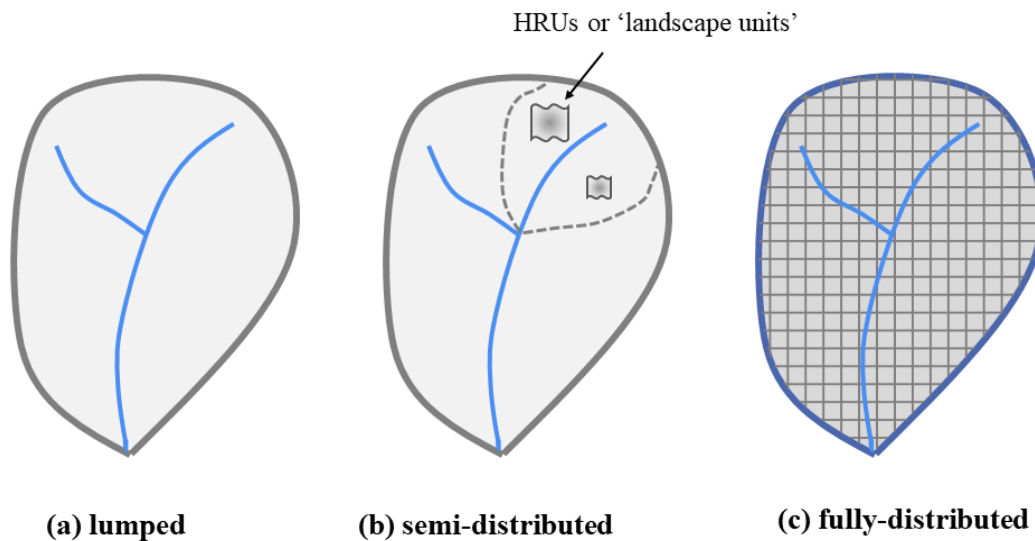 HRUs or ‘landscape units’
(a) lumped
(b) semi-distributed
(c) fully-distributed